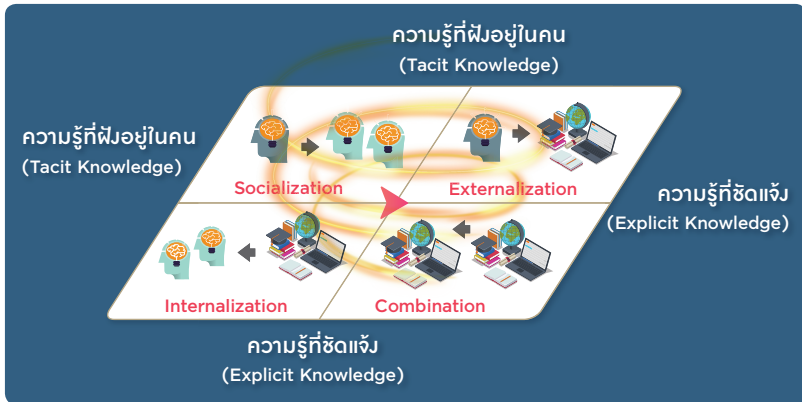 ความรู้ที่ฝังอยู่ในคน
(Tacit Knowledge)
ความรู้ที่ฝังอยู่ในคน
(Tacit Knowledge)
Socialization
Externalization
ความรู้ที่ชัดแจ้ง
(Explicit Knowledge)
Internalization
Combination
ความรู้ที่ชัดแจ้ง
(Explicit Knowledge)